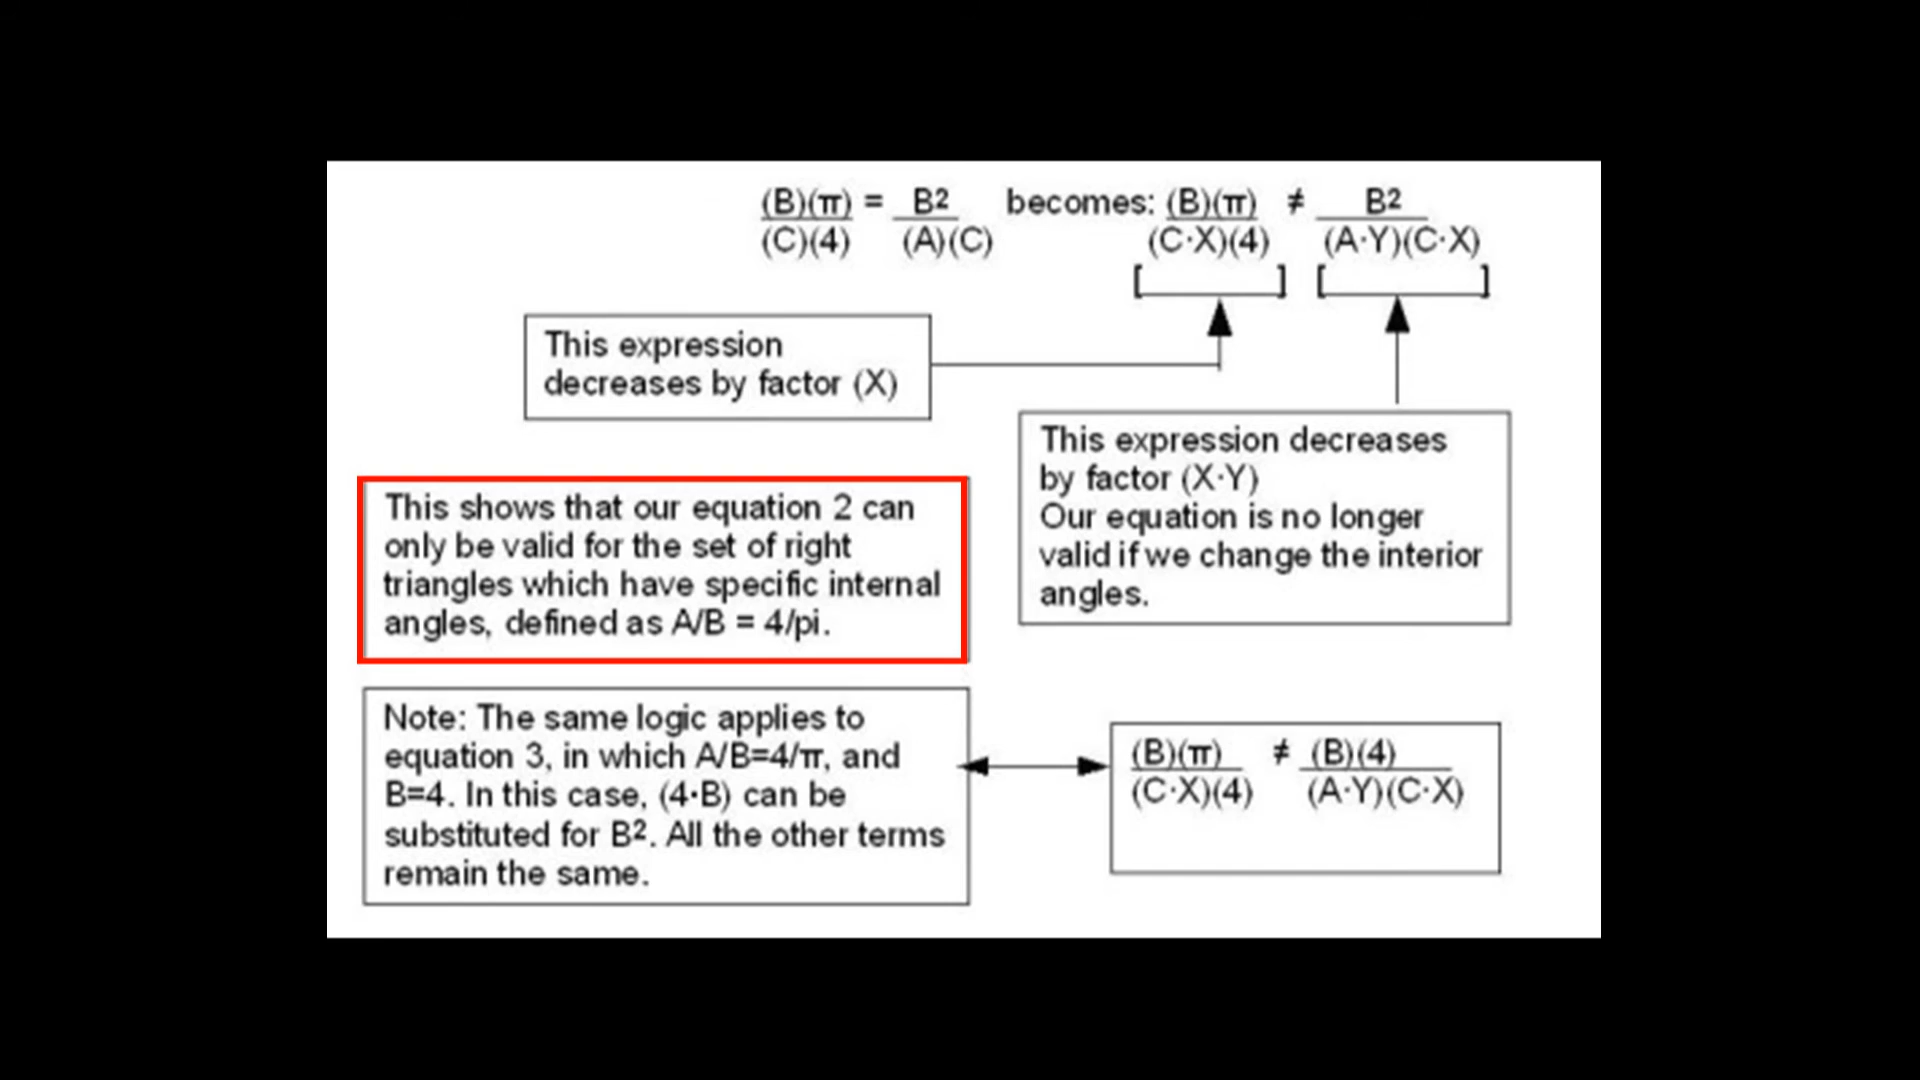 (B)(π) = B² becomes: (B)(π) ≠ B²
(C)(4) (A)(C) (C·X)(4) (A·Y)(C·X)
This expression
decreases by factor (X)
This expression decreases
by factor (X·Y)
Our equation is no longer
valid if we change the interior
angles.
This shows that our equation 2 can
only be valid for the set of right
triangles which have specific internal
angles, defined as A/B = 4/pi.
Note: The same logic applies to
equation 3, in which A/B=4/π, and
B=4. In this case, (4·B) can be
substituted for B². All the other terms
remain the same.
(B)(π) ≠ (B)(4)
(C·X)(4) (A·Y)(C·X)